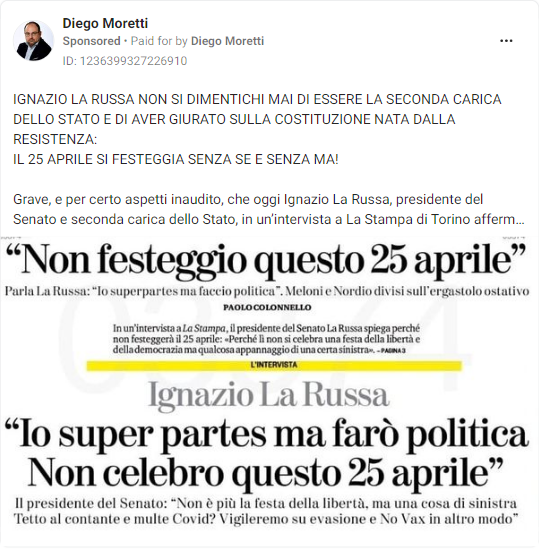 Diego Moretti
Sponsored • Paid for by Diego Moretti
ID: 1236399327226910
IGNAZIO LA RUSSA NON SI DIMENTICHI MAI DI ESSERE LA SECONDA CARICA
DELLO STATO E DI AVER GIURATO SULLA COSTITUZIONE NATA DALLA
RESISTENZA:
IL 25 APRILE SI FESTEGGIA SENZA SE E SENZA MA!
Grave, e per certo aspetti inaudito, che oggi Ignazio La Russa, presidente del
Senato e seconda carica dello Stato, in un'intervista a La Stampa di Torino afferm...
“Non festeggio questo 25 aprile”
Parla La Russa: “Io superpartes ma faccio politica”. Meloni e Nordio divisi sull'ergastolo ostativo
PAOLO COLONNELLO
In un'intervista a La Stampa, il presidente del Senato La Russa spiega perché
non festeggerà il 25 aprile: «Perché lì non si celebra una festa della libertà e
della democrazia ma qualcosa appannaggio di una certa sinistra». – PAGINA 3
L'INTERVISTA
Ignazio La Russa
“Io super partes ma farò politica
Non celebro questo 25 aprile”
Il presidente del Senato: “Non è più la festa della libertà, ma una cosa di sinistra
Tetto al contante e multe Covid? Vigileremo su evasione e No Vax in altro modo”